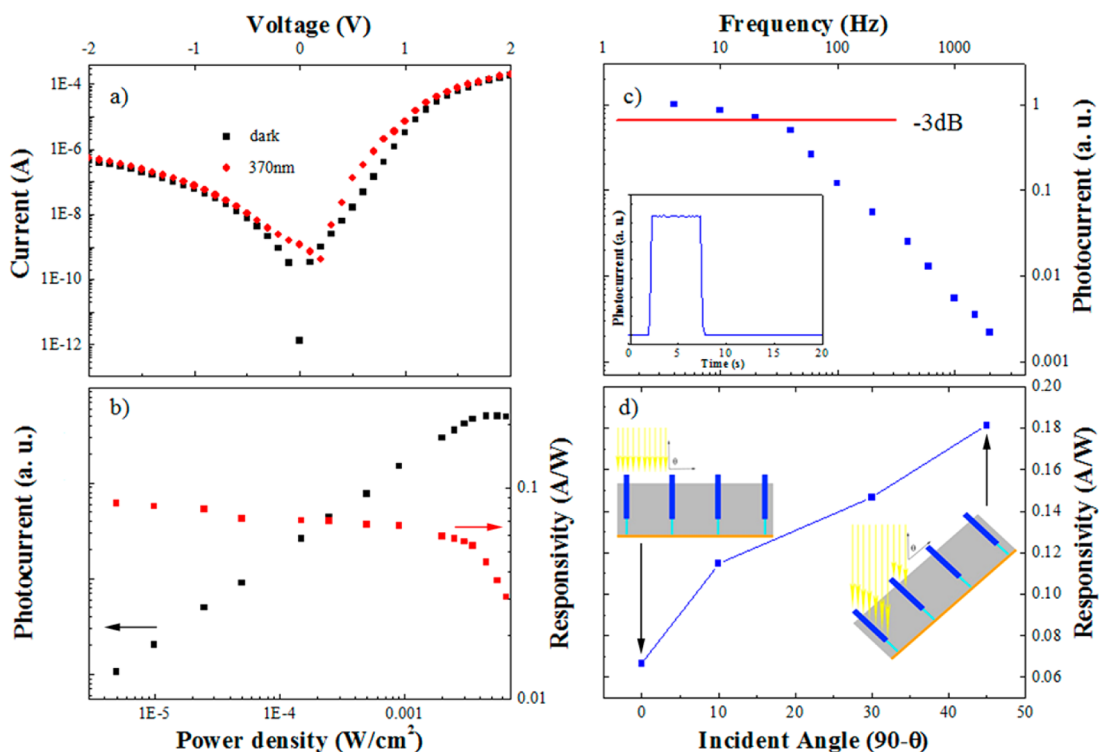 Voltage (V)
-2 -1 0 1 2
a)
1E-4
1E-6
1E-8
1E-10
1E-12
Current (A)
dark
370nm
Frequency (Hz)
1 10 100 1000
c)
-3dB
1
0.1
0.01
0.001
Photocurrent (a. u.)
Photocurrent (a. u.)
0 5 10 15 20
Time (s)
b)
Photocurrent (a. u.)
0.1
0.01
Responsivity (A/W)
1E-5 1E-4 0.001
Power density (W/cm²)
d)
θ
θ
0.20
0.18
0.16
0.14
0.12
0.10
0.08
0.06
Responsivity (A/W)
0 10 20 30 40 50
Incident Angle (90-θ)